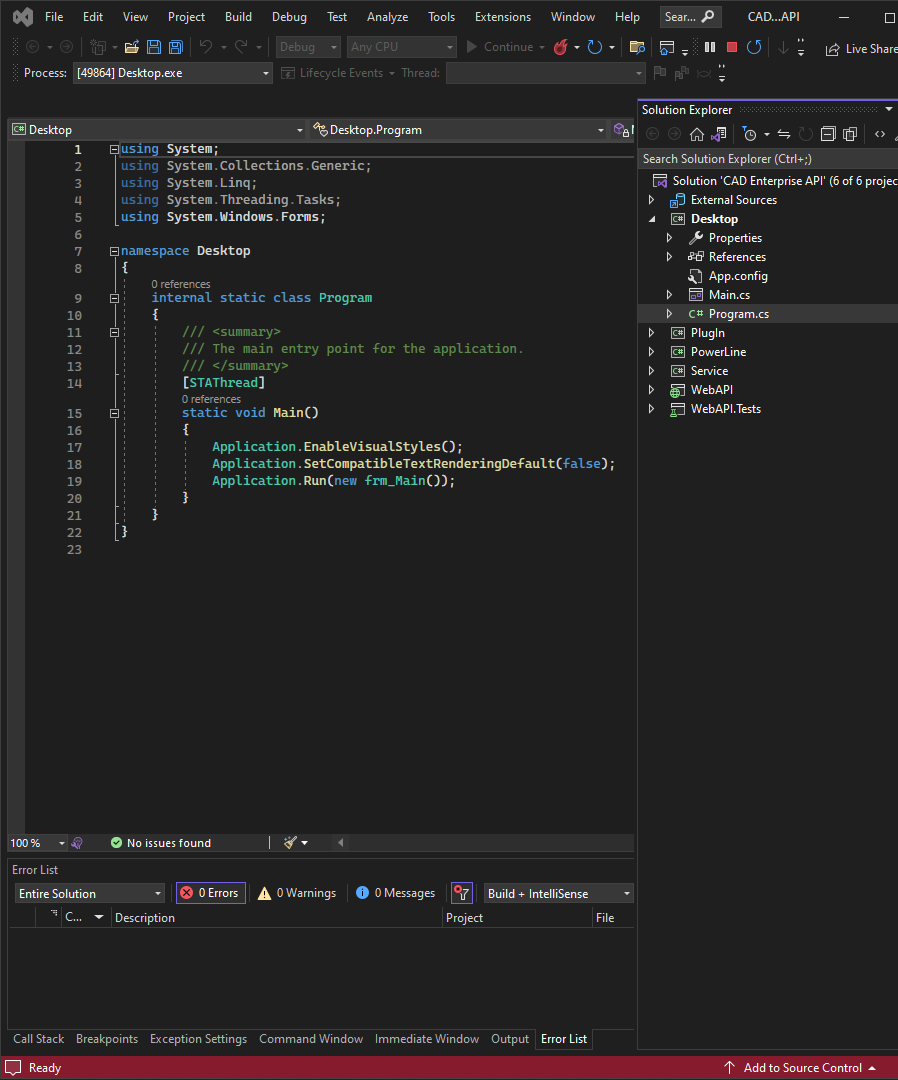 File Edit View Project Build Debug Test Analyze Tools Extensions Window Help Sear... CAD...API
Debug Any CPU Continue Live Share
Process: [49864] Desktop.exe Lifecycle Events Thread:
Desktop Desktop.Program
1 using System;
2 using System.Collections.Generic;
3 using System.Linq;
4 using System.Threading.Tasks;
5 using System.Windows.Forms;
6
7 namespace Desktop
8 {
0 references
9 internal static class Program
10 {
11 /// <summary>
12 /// The main entry point for the application.
13 /// </summary>
14 [STAThread]
0 references
15 static void Main()
16 {
17 Application.EnableVisualStyles();
18 Application.SetCompatibleTextRenderingDefault(false);
19 Application.Run(new frm_Main());
20 }
21 }
22 }
23
100 % No issues found
Solution Explorer
Search Solution Explorer (Ctrl+;)
Solution 'CAD Enterprise API' (6 of 6 projec
External Sources
C# Desktop
Properties
References
App.config
Main.cs
C# Program.cs
C# PlugIn
C# PowerLine
C# Service
WebAPI
WebAPI.Tests
Error List
Entire Solution 0 Errors 0 Warnings 0 Messages Build + IntelliSense
C... Description Project File
Call Stack Breakpoints Exception Settings Command Window Immediate Window Output Error List
Ready Add to Source Control